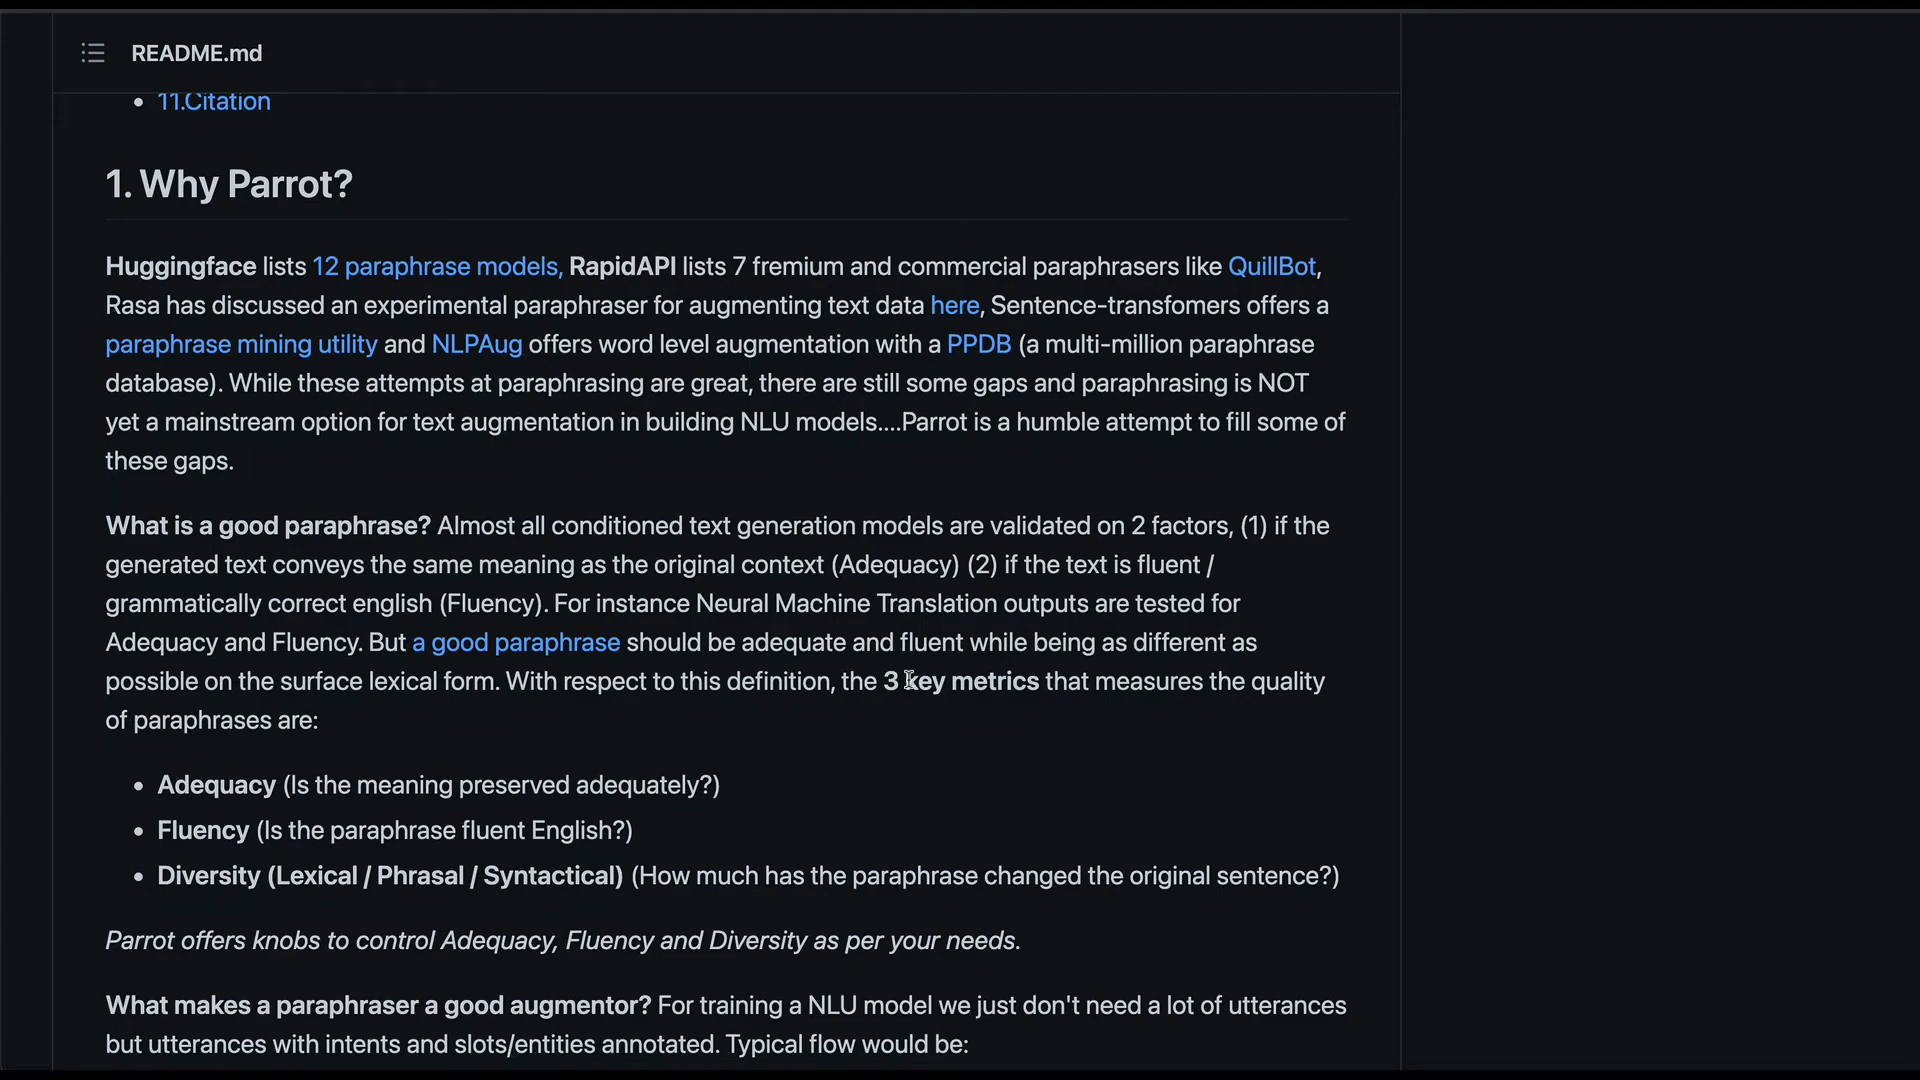 README.md
11.Citation
1. Why Parrot?
Huggingface lists 12 paraphrase models, RapidAPI lists 7 fremium and commercial paraphrasers like QuillBot,
Rasa has discussed an experimental paraphraser for augmenting text data here, Sentence-transfomers offers a
paraphrase mining utility and NLPAug offers word level augmentation with a PPDB (a multi-million paraphrase
database). While these attempts at paraphrasing are great, there are still some gaps and paraphrasing is NOT
yet a mainstream option for text augmentation in building NLU models....Parrot is a humble attempt to fill some of
these gaps.
What is a good paraphrase? Almost all conditioned text generation models are validated on 2 factors, (1) if the
generated text conveys the same meaning as the original context (Adequacy) (2) if the text is fluent /
grammatically correct english (Fluency). For instance Neural Machine Translation outputs are tested for
Adequacy and Fluency. But a good paraphrase should be adequate and fluent while being as different as
possible on the surface lexical form. With respect to this definition, the 3 key metrics that measures the quality
of paraphrases are:
• Adequacy (Is the meaning preserved adequately?)
• Fluency (Is the paraphrase fluent English?)
• Diversity (Lexical / Phrasal / Syntactical) (How much has the paraphrase changed the original sentence?)
Parrot offers knobs to control Adequacy, Fluency and Diversity as per your needs.
What makes a paraphraser a good augmentor? For training a NLU model we just don't need a lot of utterances
but utterances with intents and slots/entities annotated. Typical flow would be: